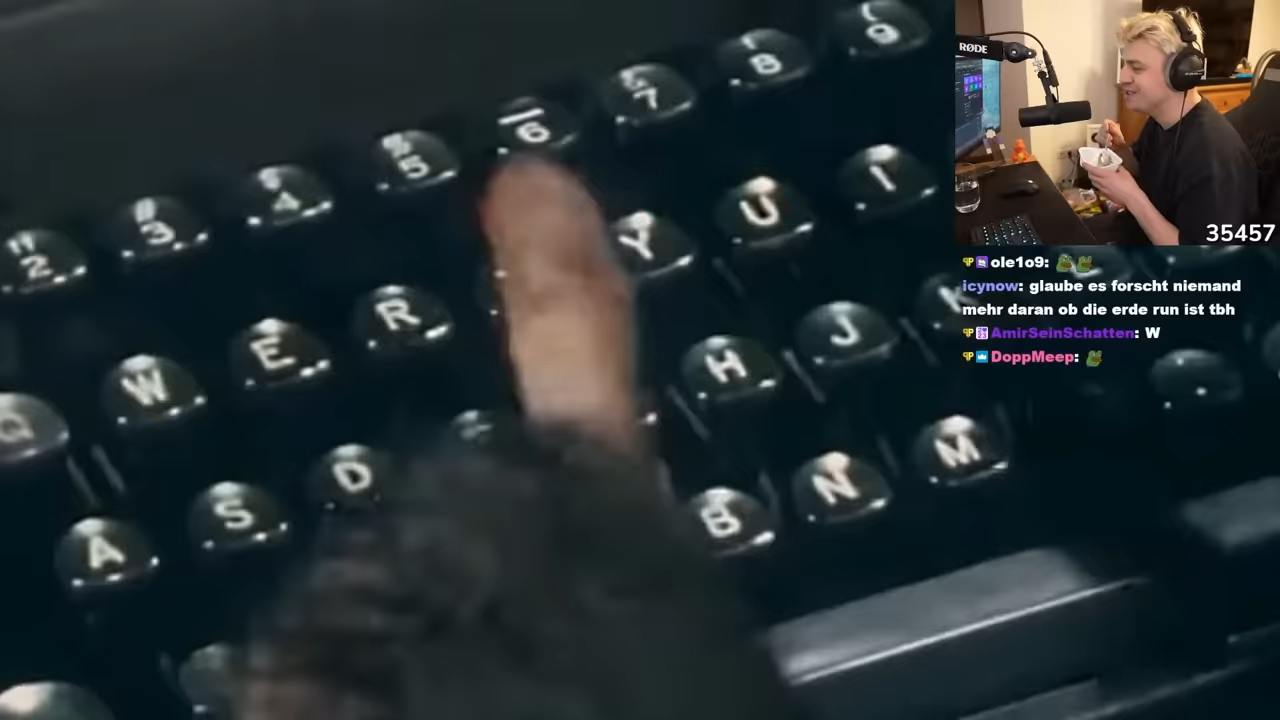 " 2
# 3
4
% 5
_ 6
& 7
' 8
( 9
Q W E R Y U I
A S D H J K
B N M
RØDE
35457
ole1o9:
icynow: glaube es forscht niemand
mehr daran ob die erde run ist tbh
AmirSeinSchatten: W
DoppMeep: